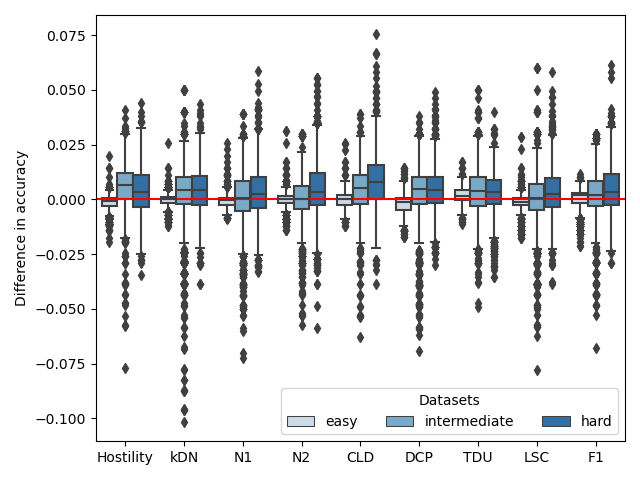 0.075
0.050
0.025
0.000
−0.025
−0.050
−0.075
−0.100
Difference in accuracy
Datasets
easy intermediate hard
Hostility kDN N1 N2 CLD DCP TDU LSC F1